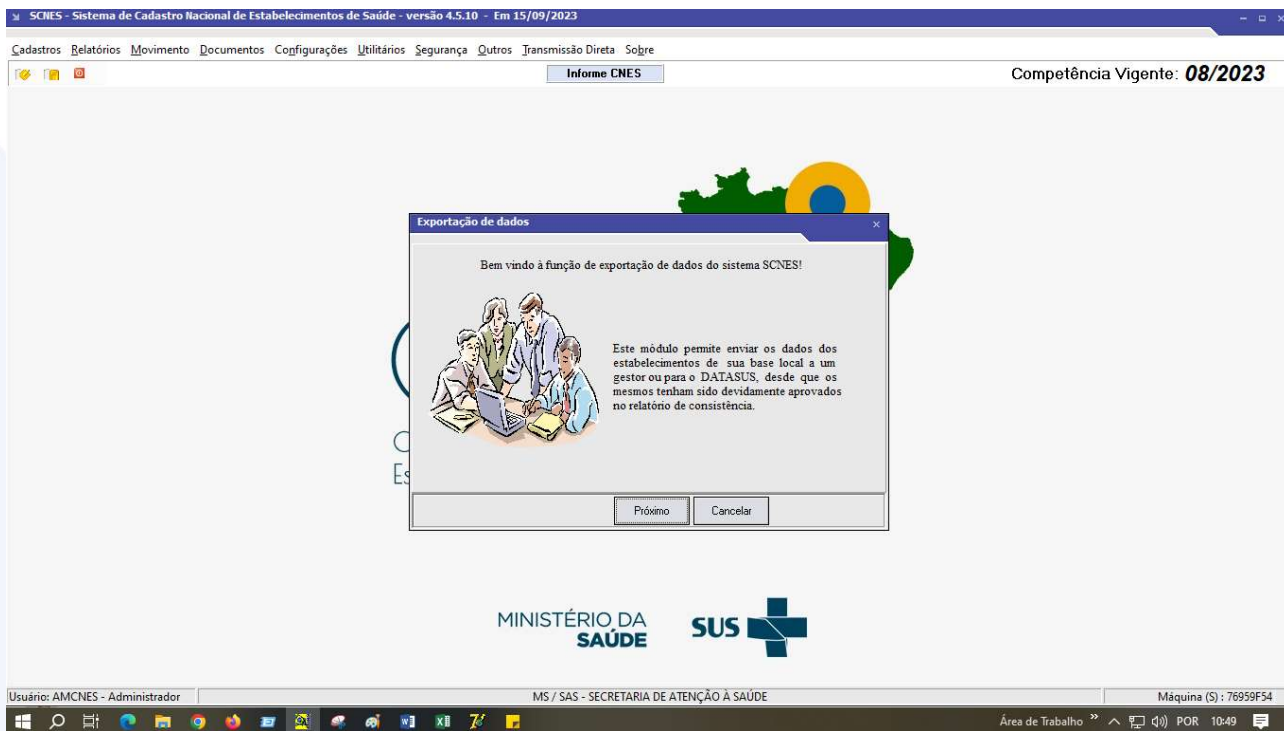 SCNES - Sistema de Cadastro Nacional de Estabelecimentos de Saúde - versão 4.5.10 - Em 15/09/2023
Cadastros Relatórios Movimento Documentos Configurações Utilitários Segurança Outros Transmissão Direta Sobre
Informe CNES
Competência Vigente: 08/2023
Exportação de dados
Bem vindo à função de exportação de dados do sistema SCNES!
Este módulo permite enviar os dados dos
estabelecimentos de sua base local a um
gestor ou para o DATASUS, desde que os
mesmos tenham sido devidamente aprovados
no relatório de consistência.
Próximo Cancelar
Es
MINISTÉRIO DA
SAÚDE
SUS
Usuário: AMCNES - Administrador
MS / SAS - SECRETARIA DE ATENÇÃO À SAÚDE
Máquina (S) : 76959F54
Área de Trabalho
POR 10:49